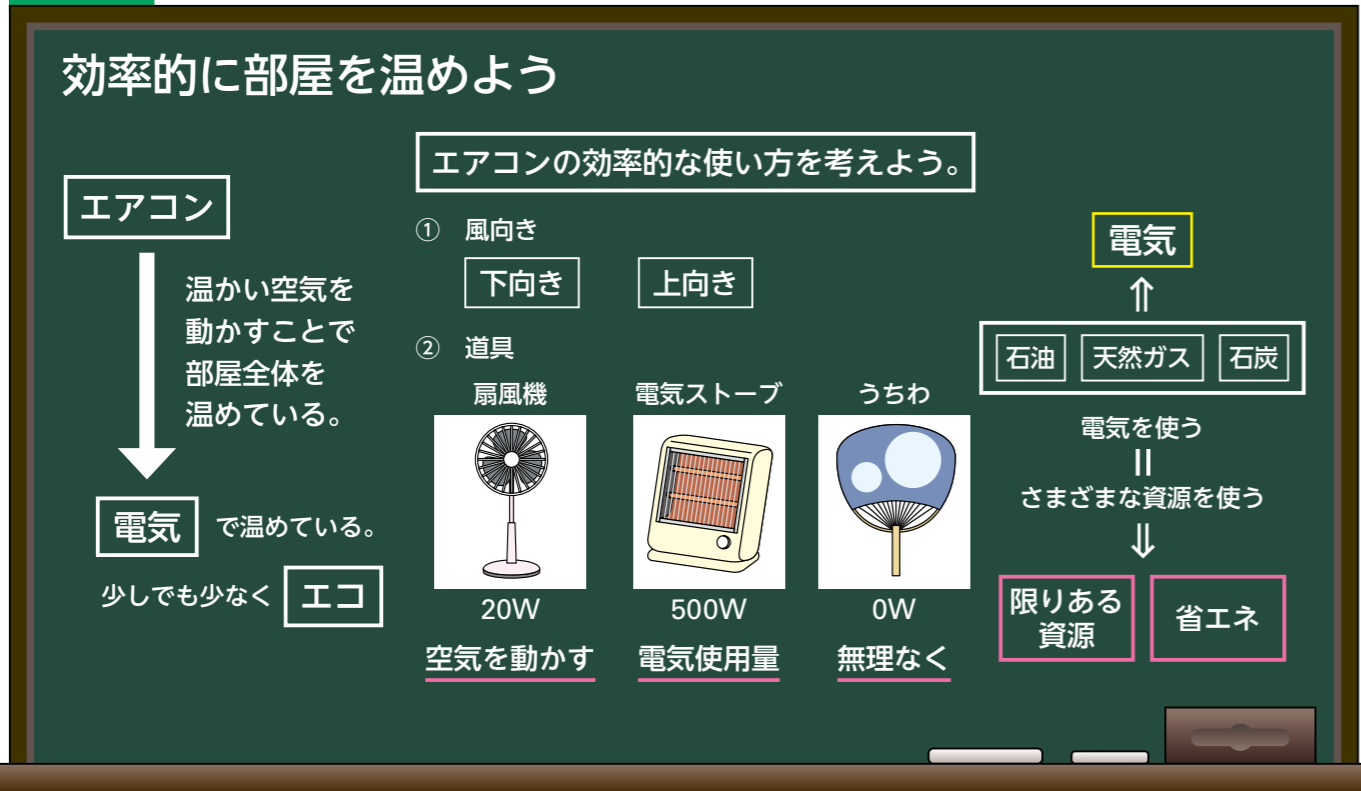 効率的に部屋を温めよう
エアコン
温かい空気を
動かすことで
部屋全体を
温めている。
電気 で温めている。
少しでも少なく エコ
エアコンの効率的な使い方を考えよう。
① 風向き
下向き 上向き
② 道具
扇風機 電気ストーブ うちわ
20W 500W 0W
空気を動かす 電気使用量 無理なく
電気
⇑
石油 天然ガス 石炭
電気を使う
||
さまざまな資源を使う
⇓
限りある
資源
省エネ